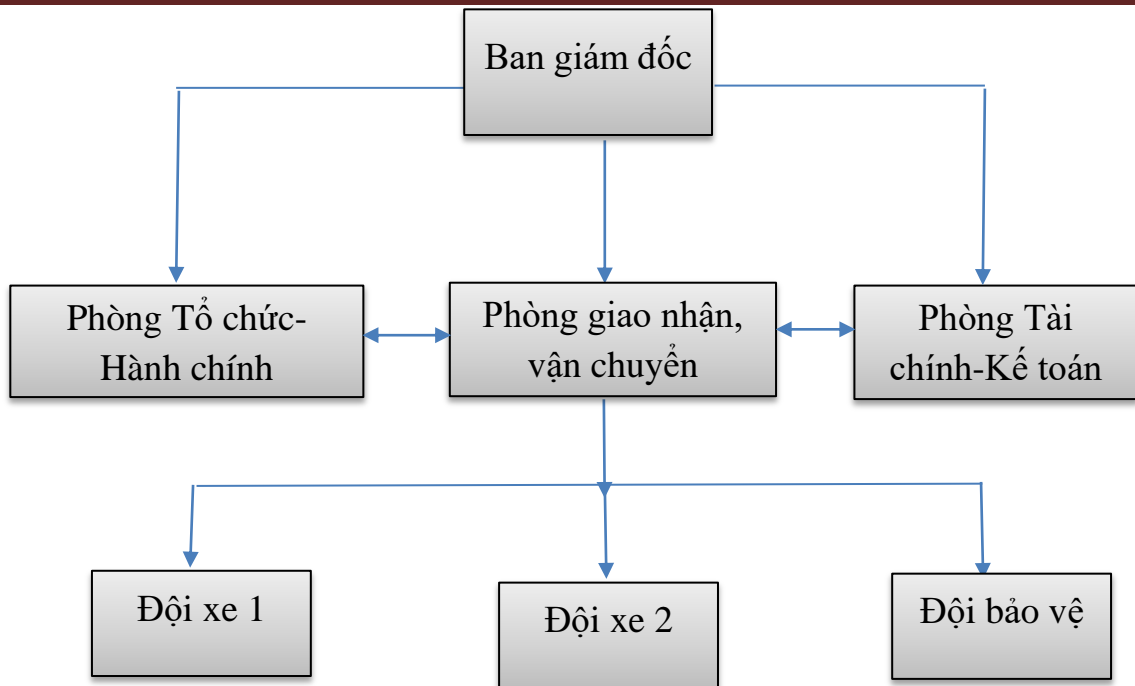 Ban giám đốc
Phòng Tổ chức-
Hành chính
Phòng giao nhận,
vận chuyển
Phòng Tài
chính-Kế toán
Đội xe 1
Đội xe 2
Đội bảo vệ